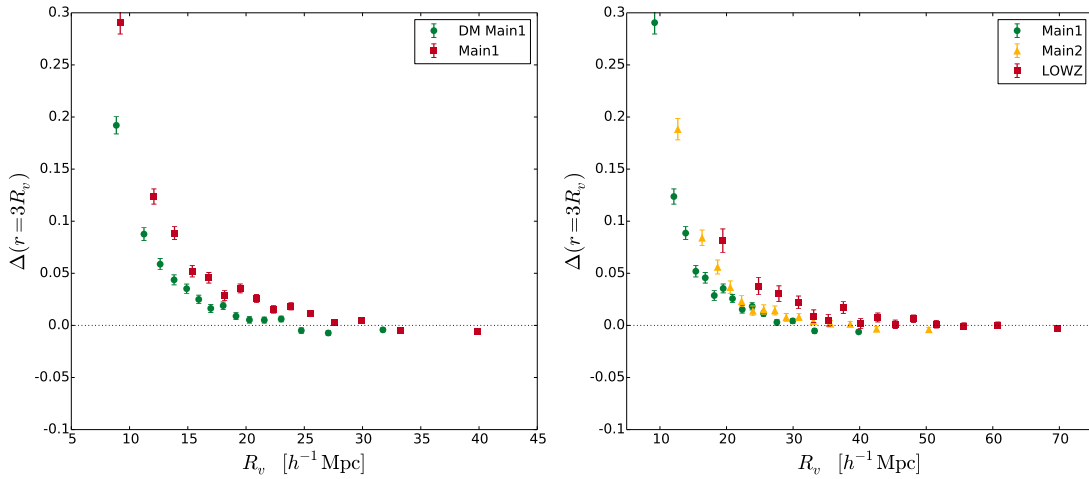 0.3
0.25
0.2
0.15
0.1
0.05
0.0
-0.05
-0.1
Δ(r=3R_v)
DM Main1
Main1
5 10 15 20 25 30 35 40 45
R_v [h⁻¹ Mpc]
0.3
0.25
0.2
0.15
0.1
0.05
0.0
-0.05
-0.1
Δ(r=3R_v)
Main1
Main2
LOWZ
10 20 30 40 50 60 70
R_v [h⁻¹ Mpc]